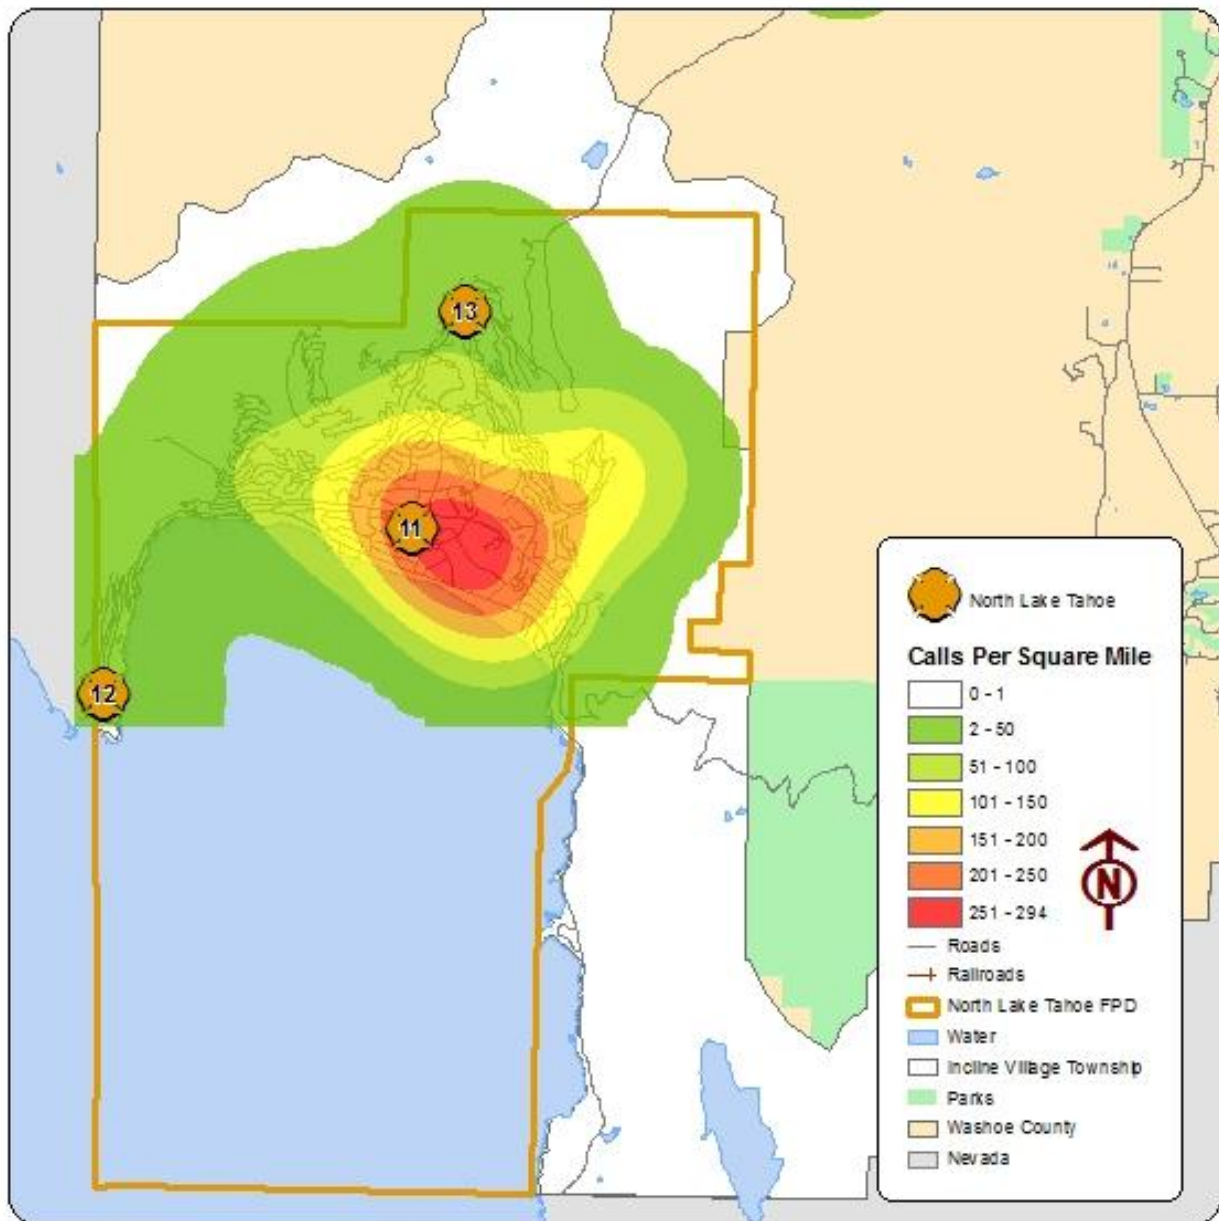 13
11
12
North Lake Tahoe
Calls Per Square Mile
0 - 1
2 - 50
51 - 100
101 - 150
151 - 200
201 - 250
251 - 294
N
Roads
Railroads
North Lake Tahoe FPD
Water
Incline Village Township
Parks
Washoe County
Nevada